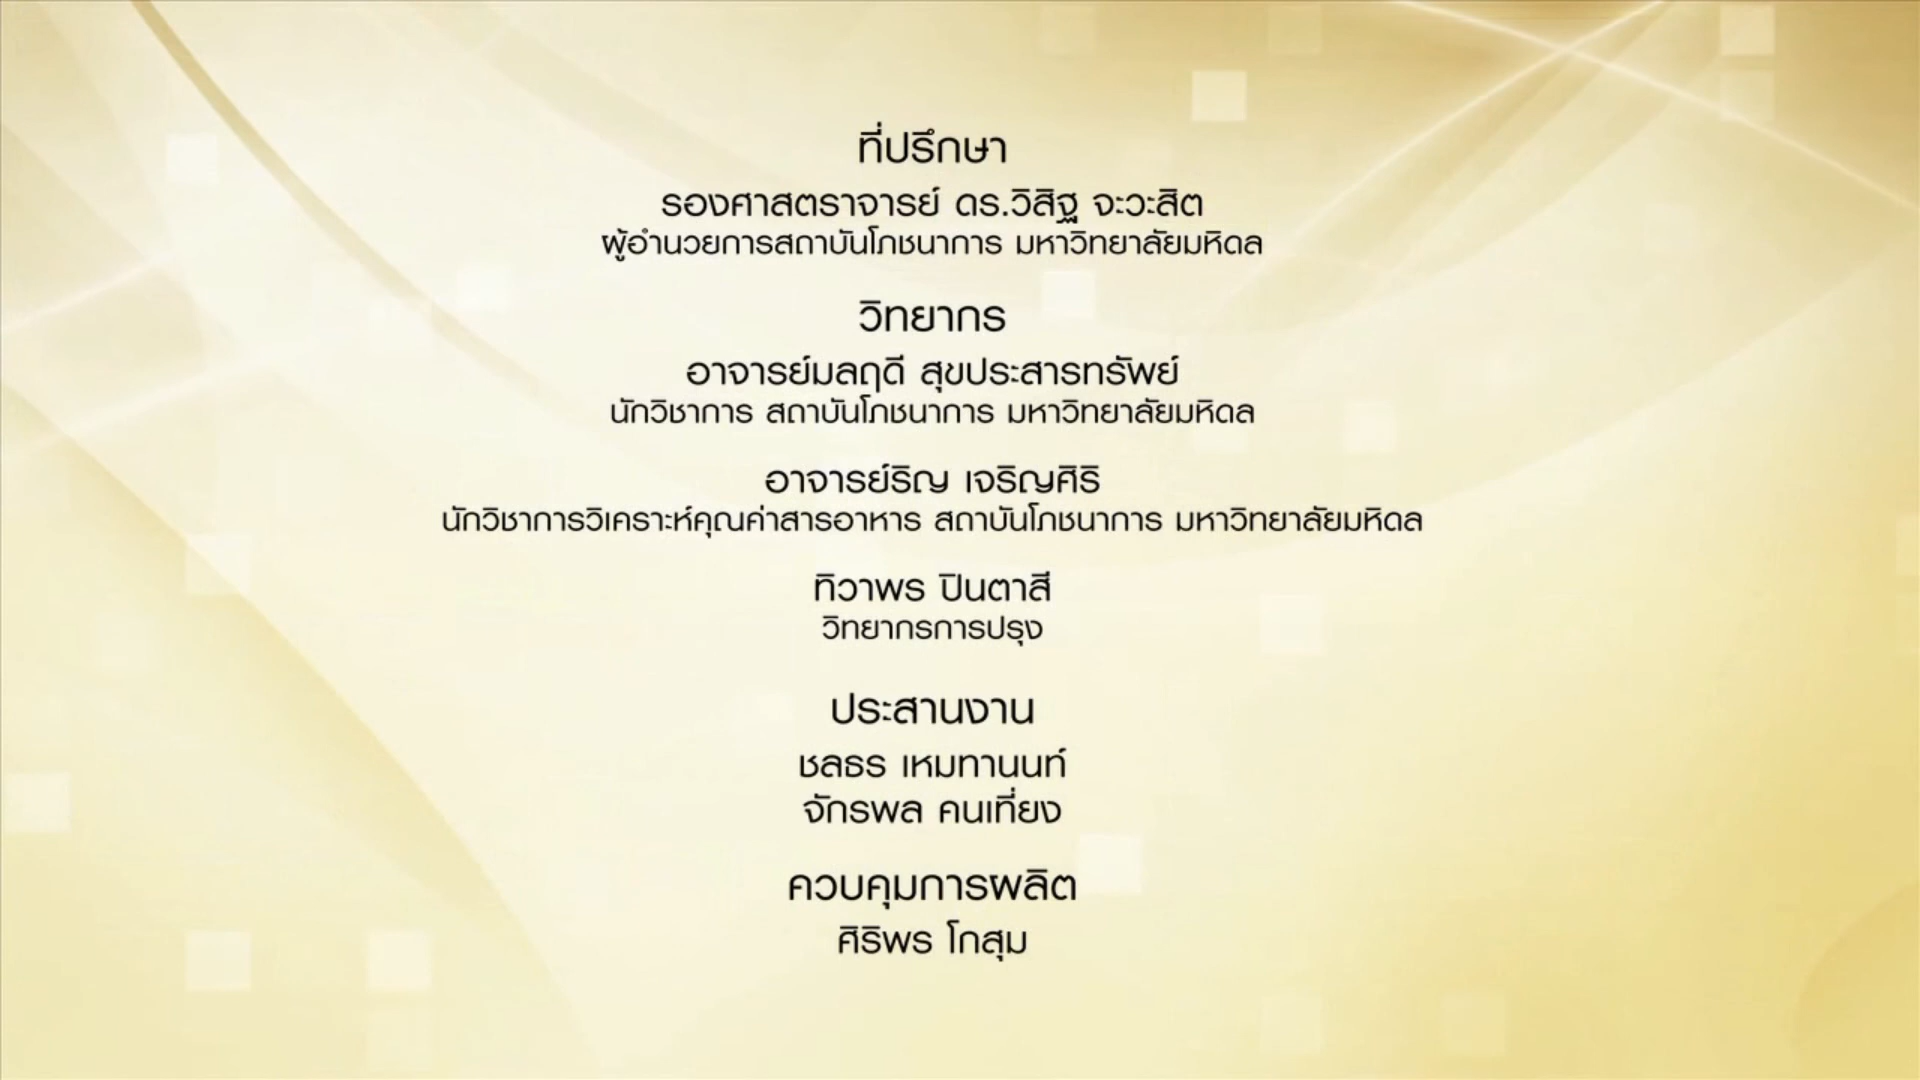 ที่ปรึกษา
รองศาสตราจารย์ ดร.วิสิฐ จะวะสิต
ผู้อำนวยการสถาบันโภชนาการ มหาวิทยาลัยมหิดล
วิทยากร
อาจารย์มลฤดี สุขประสารทรัพย์
นักวิชาการ สถาบันโภชนาการ มหาวิทยาลัยมหิดล
อาจารย์ริญ เจริญศิริ
นักวิชาการวิเคราะห์คุณค่าสารอาหาร สถาบันโภชนาการ มหาวิทยาลัยมหิดล
ทิวาพร ปินตาสี
วิทยากรการปรุง
ประสานงาน
ชลธร เหมทานนท์
จักรพล คนเที่ยง
ควบคุมการผลิต
ศิริพร โกสุม